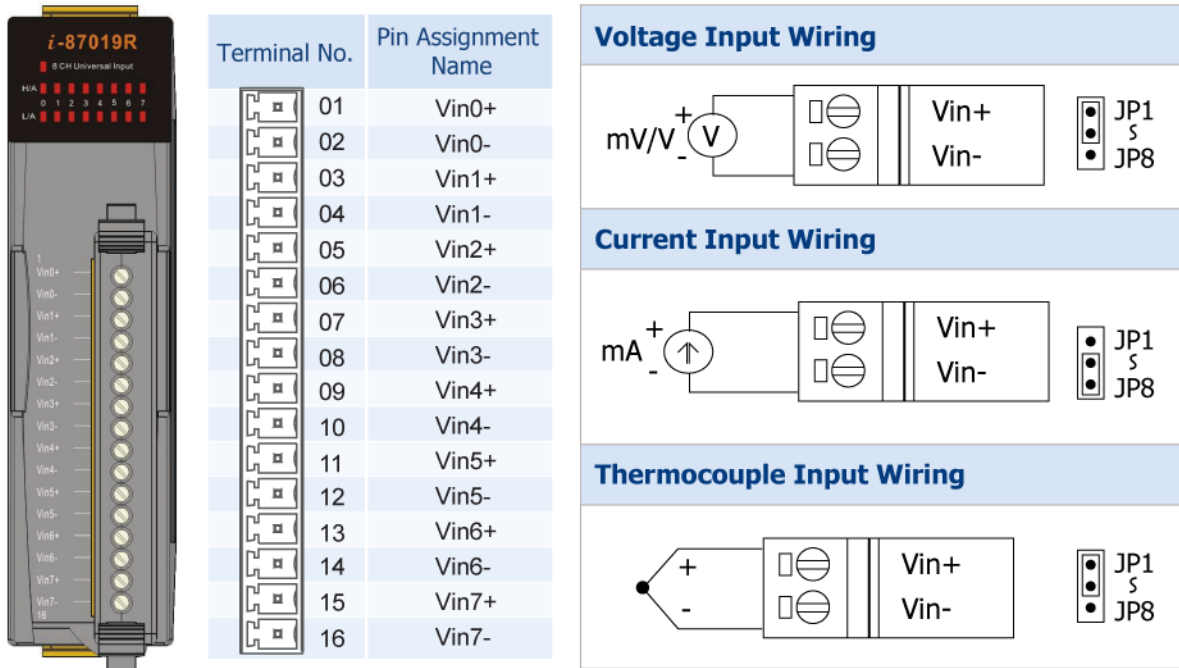 i-87019R
8 CH Universal Input
H/A
0 1 2 3 4 5 6 7
L/A
1
Vin0+
Vin0-
Vin1+
Vin1-
Vin2+
Vin2-
Vin3+
Vin3-
Vin4+
Vin4-
Vin5+
Vin5-
Vin6+
Vin6-
Vin7+
Vin7-
16
Terminal No. Pin Assignment Name
01 Vin0+
02 Vin0-
03 Vin1+
04 Vin1-
05 Vin2+
06 Vin2-
07 Vin3+
08 Vin3-
09 Vin4+
10 Vin4-
11 Vin5+
12 Vin5-
13 Vin6+
14 Vin6-
15 Vin7+
16 Vin7-
Voltage Input Wiring
mV/V + - V
Vin+
Vin-
JP1
S
JP8
Current Input Wiring
mA + -
Vin+
Vin-
JP1
S
JP8
Thermocouple Input Wiring
+
-
Vin+
Vin-
JP1
S
JP8